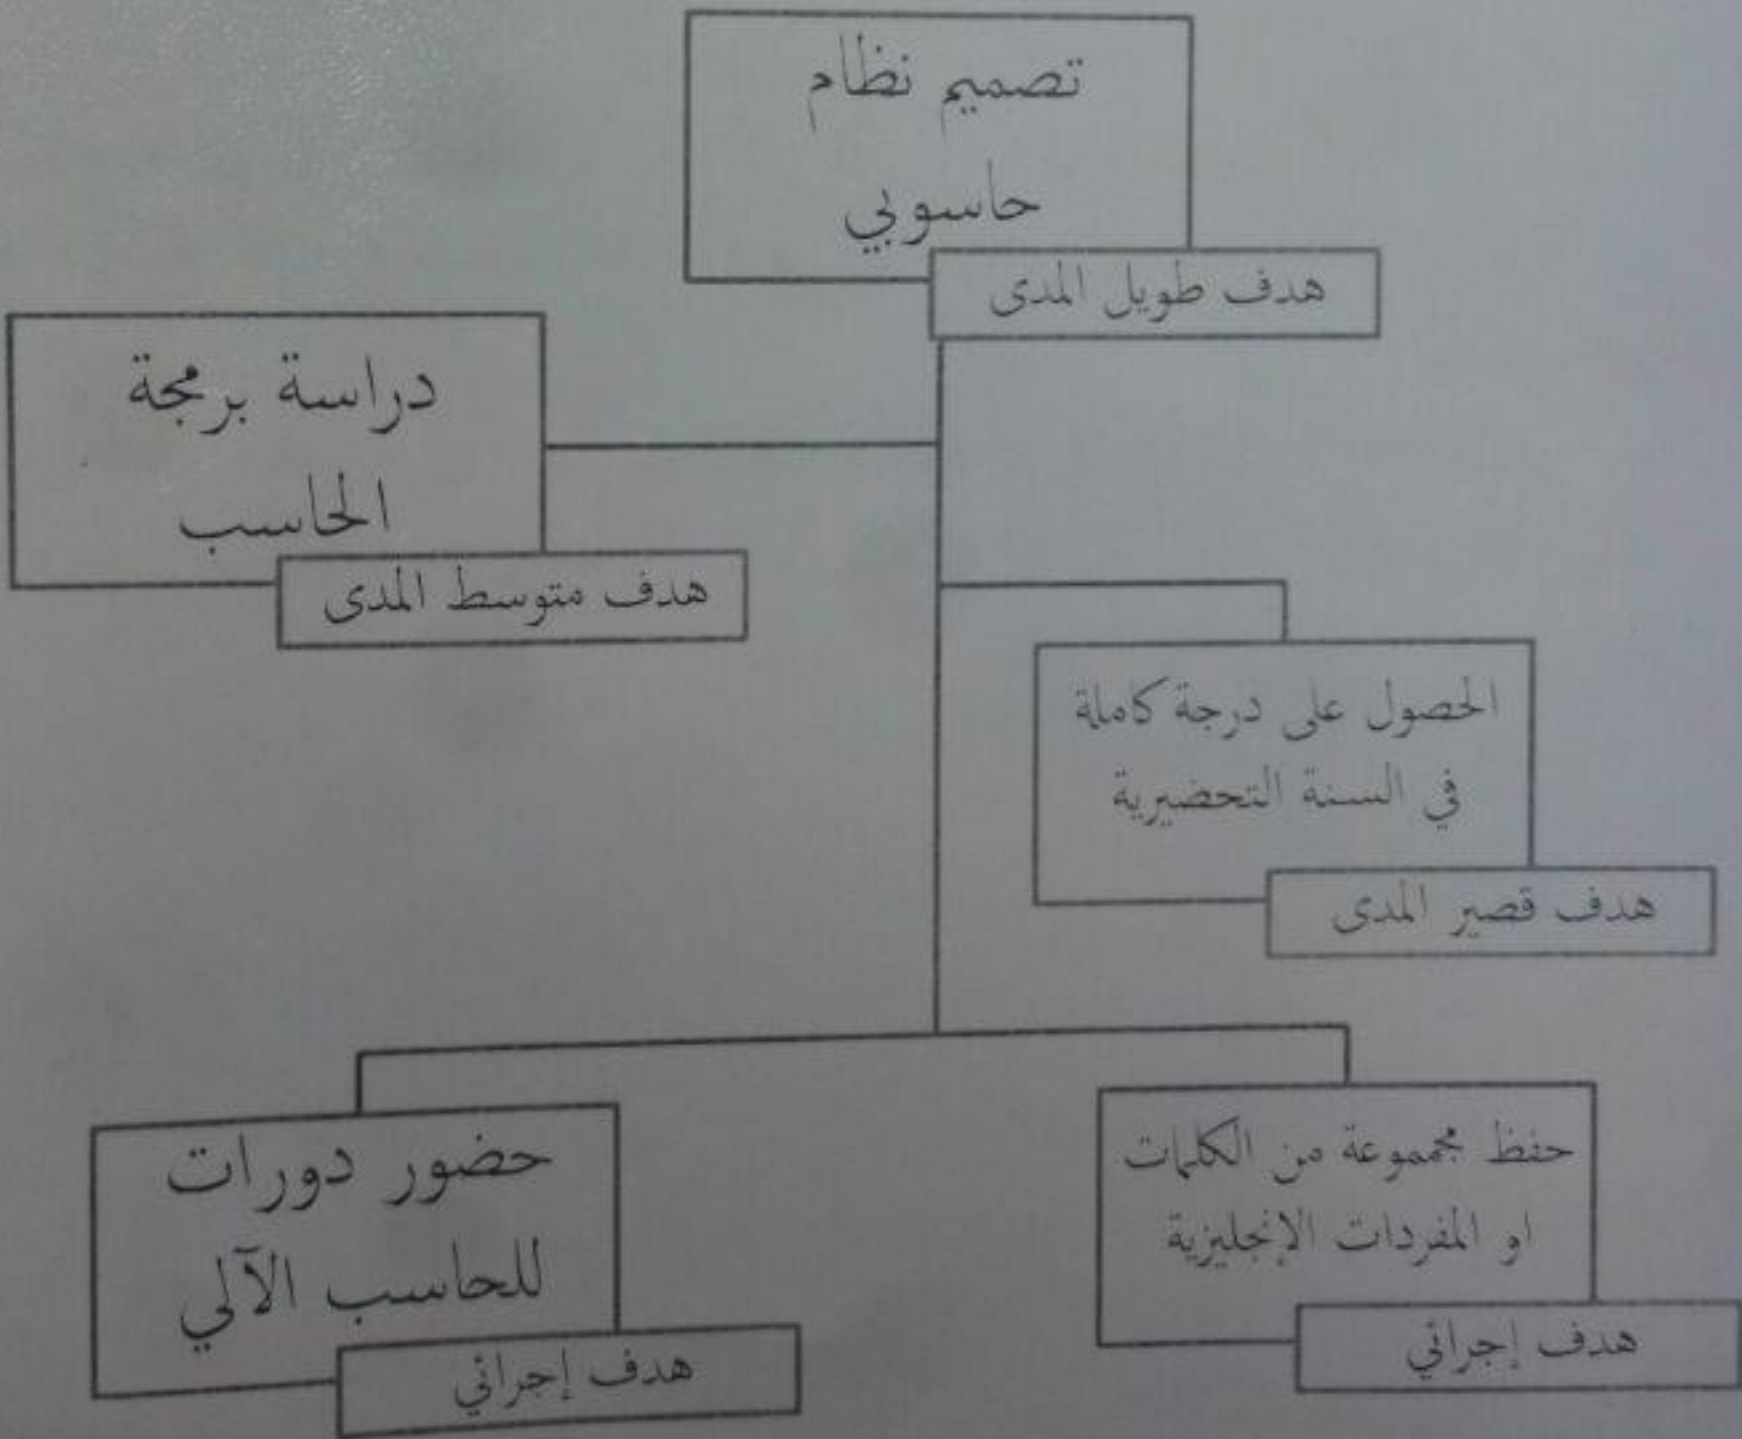 تصميم نظام
حاسوبي
هدف طويل المدى
دراسة برمجة
الحاسب
هدف متوسط المدى
الحصول على درجة كاملة
في السنة التحضيرية
هدف قصير المدى
حفظ مجموعة من الكلمات
او المفردات الإنجليزية
هدف إجرائي
حضور دورات
للحاسب الآلي
هدف إجرائي